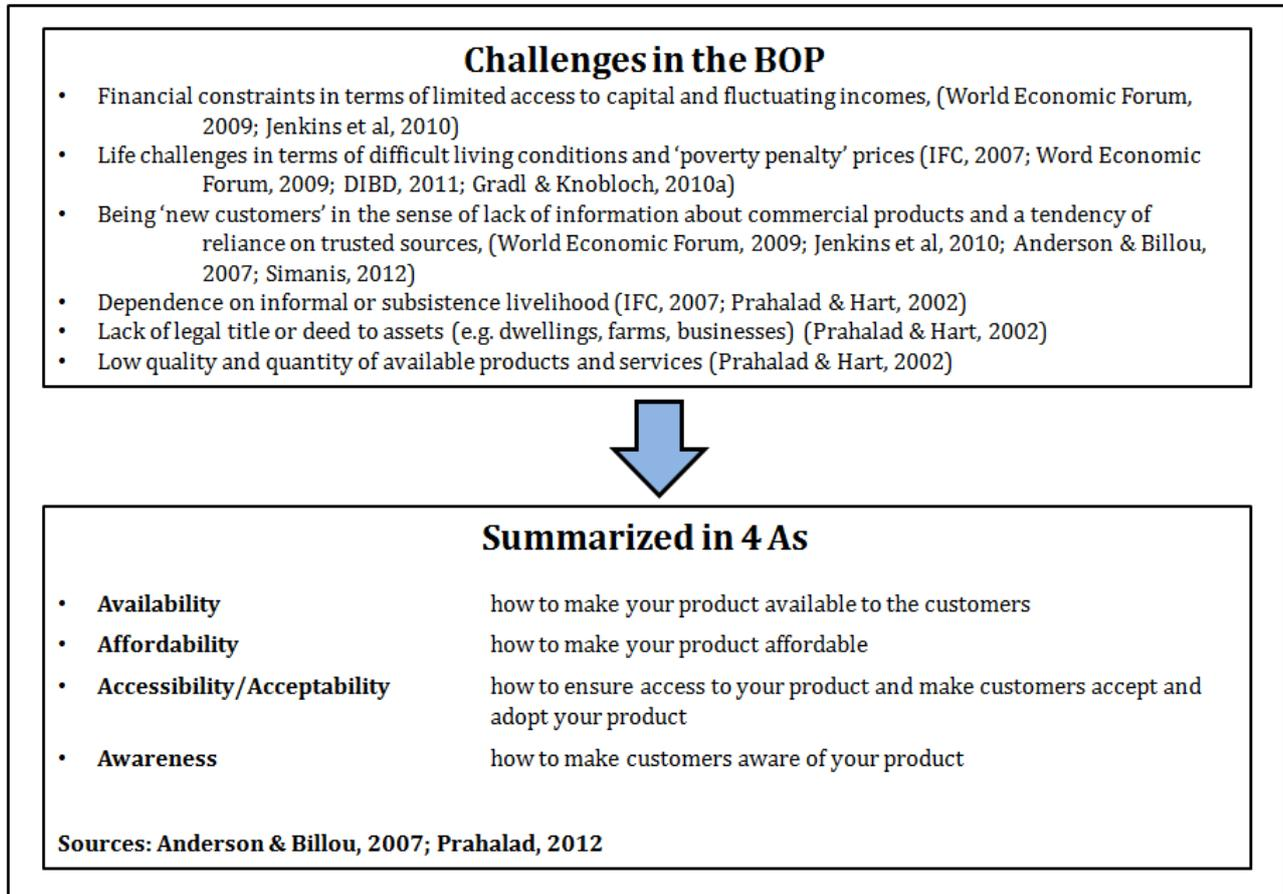 Challenges in the BOP
• Financial constraints in terms of limited access to capital and fluctuating incomes, (World Economic Forum,
2009; Jenkins et al, 2010)
• Life challenges in terms of difficult living conditions and ‘poverty penalty’ prices (IFC, 2007; Word Economic
Forum, 2009; DIBD, 2011; Gradl & Knobloch, 2010a)
• Being ‘new customers’ in the sense of lack of information about commercial products and a tendency of
reliance on trusted sources, (World Economic Forum, 2009; Jenkins et al, 2010; Anderson & Billou,
2007; Simanis, 2012)
• Dependence on informal or subsistence livelihood (IFC, 2007; Prahalad & Hart, 2002)
• Lack of legal title or deed to assets (e.g. dwellings, farms, businesses) (Prahalad & Hart, 2002)
• Low quality and quantity of available products and services (Prahalad & Hart, 2002)
Summarized in 4 As
• Availability how to make your product available to the customers
• Affordability how to make your product affordable
• Accessibility/Acceptability how to ensure access to your product and make customers accept and
adopt your product
• Awareness how to make customers aware of your product
Sources: Anderson & Billou, 2007; Prahalad, 2012